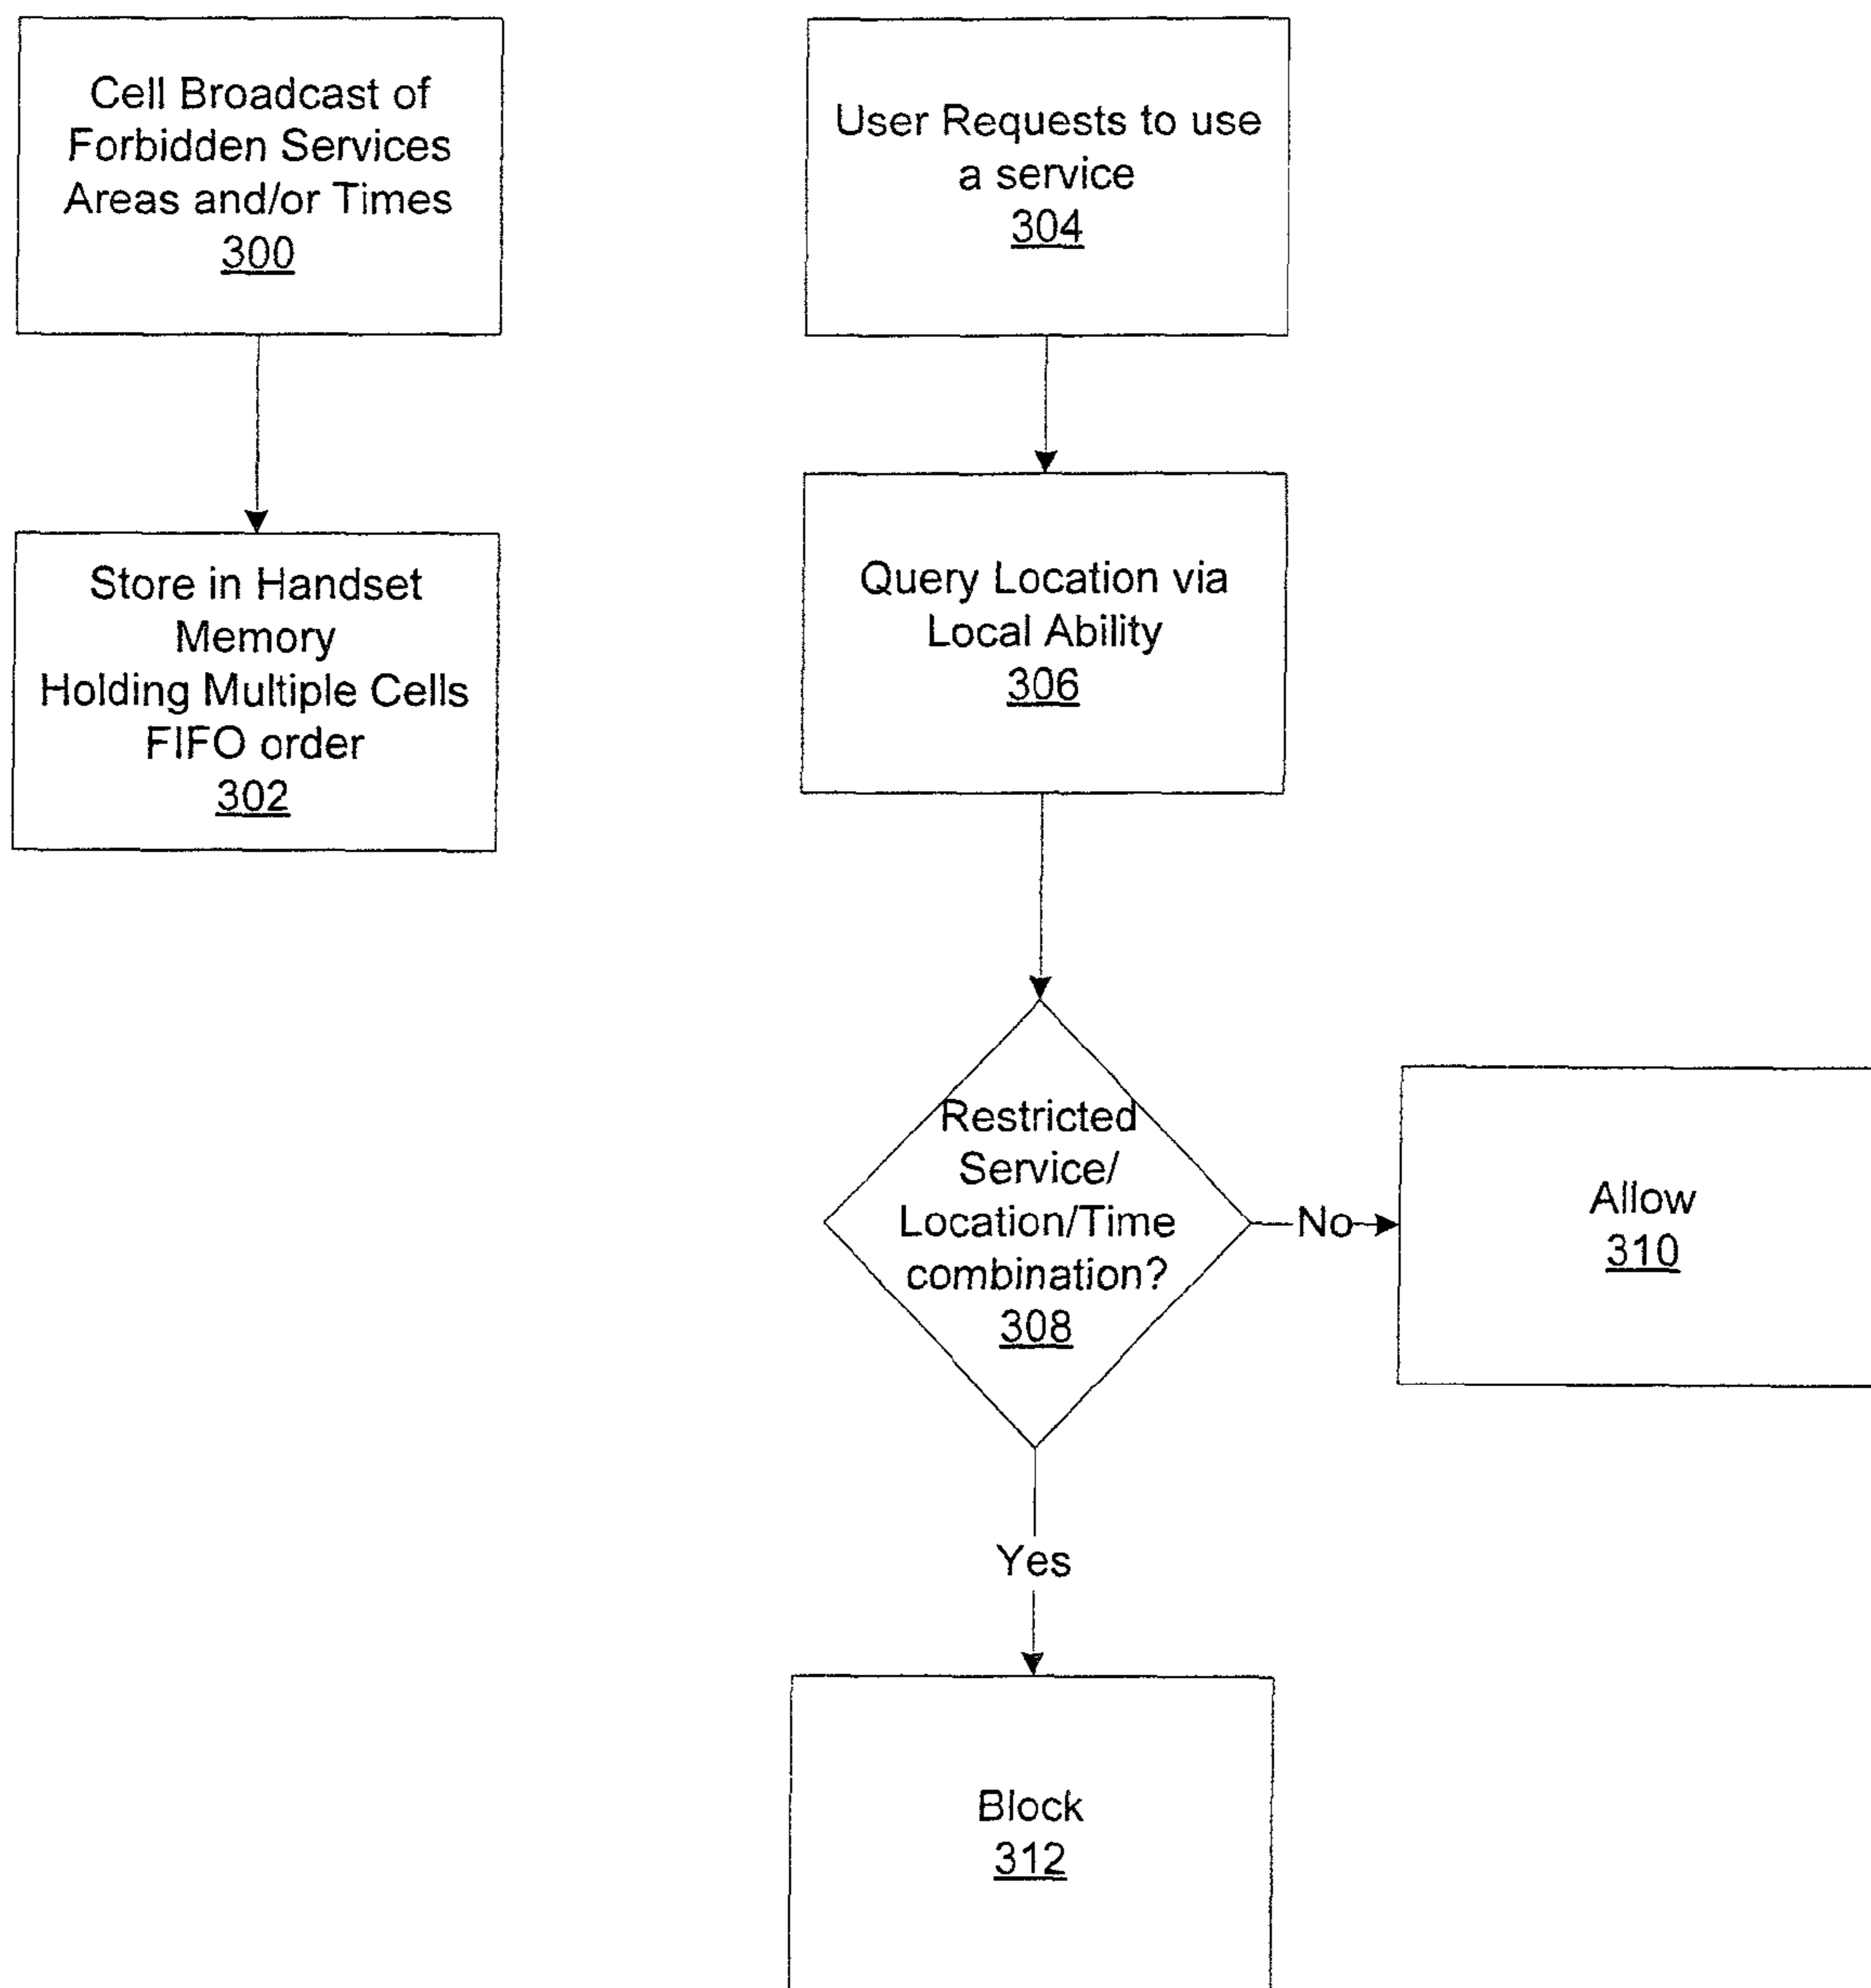 Cell Broadcast of
Forbidden Services
Areas and/or Times
300
Store in Handset
Memory
Holding Multiple Cells
FIFO order
302
User Requests to use
a service
304
Query Location via
Local Ability
306
Restricted
Service/
Location/Time
combination?
308
No
Allow
310
Yes
Block
312